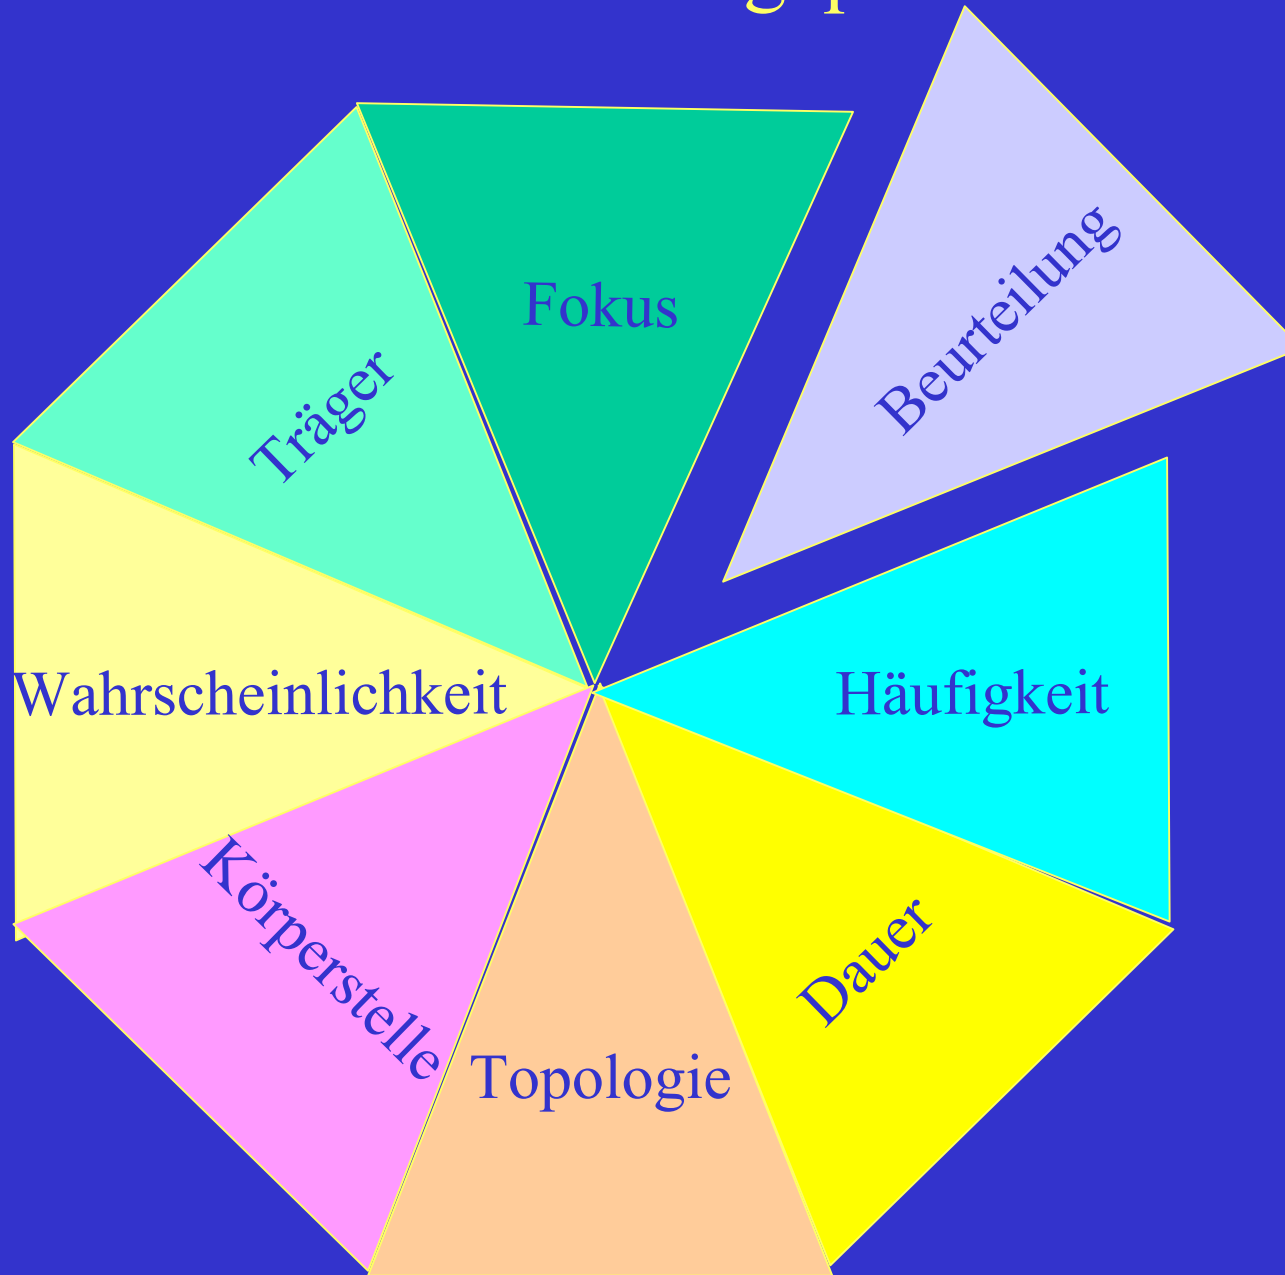 Fokus
Beurteilung
Träger
Wahrscheinlichkeit
Häufigkeit
Körperstelle
Dauer
Topologie